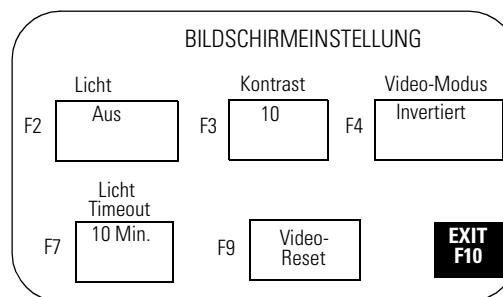 BILDSCHIRMEINSTELLUNG
Licht
Kontrast
Video-Modus
F2
Aus
F3
10
F4
Invertiert
Licht
Timeout
F7
10 Min.
F9
Video-
Reset
EXIT
F10